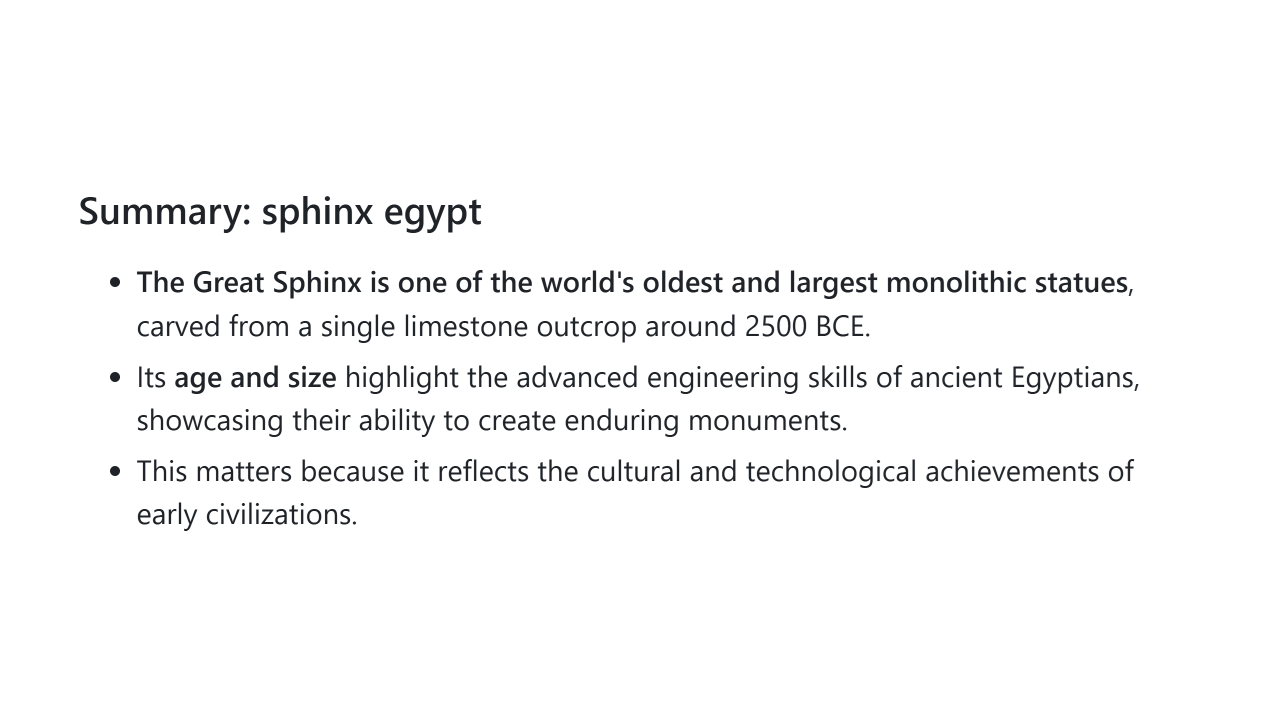 Summary: sphinx egypt
The Great Sphinx is one of the world's oldest and largest monolithic statues,
carved from a single limestone outcrop around 2500 BCE.
Its age and size highlight the advanced engineering skills of ancient Egyptians,
showcasing their ability to create enduring monuments.
This matters because it reflects the cultural and technological achievements of
early civilizations.